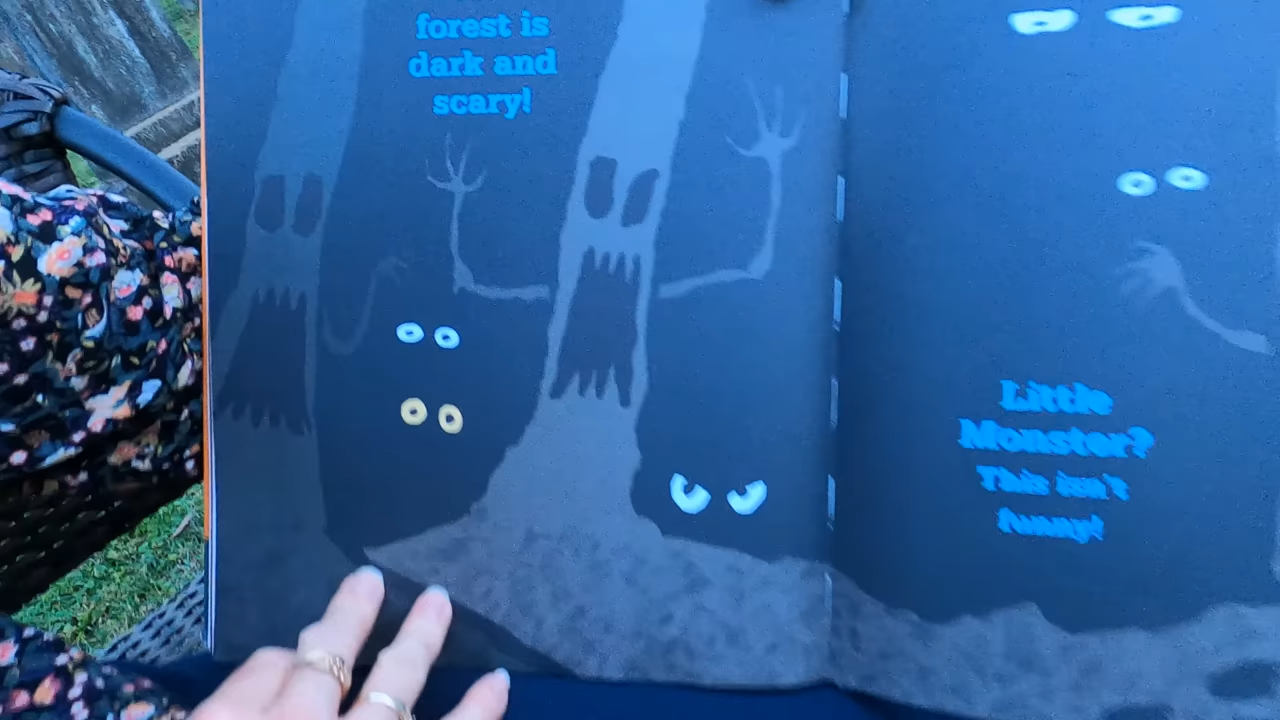 forest is
dark and
scary!
Little
Monster?
This isn't
funny!